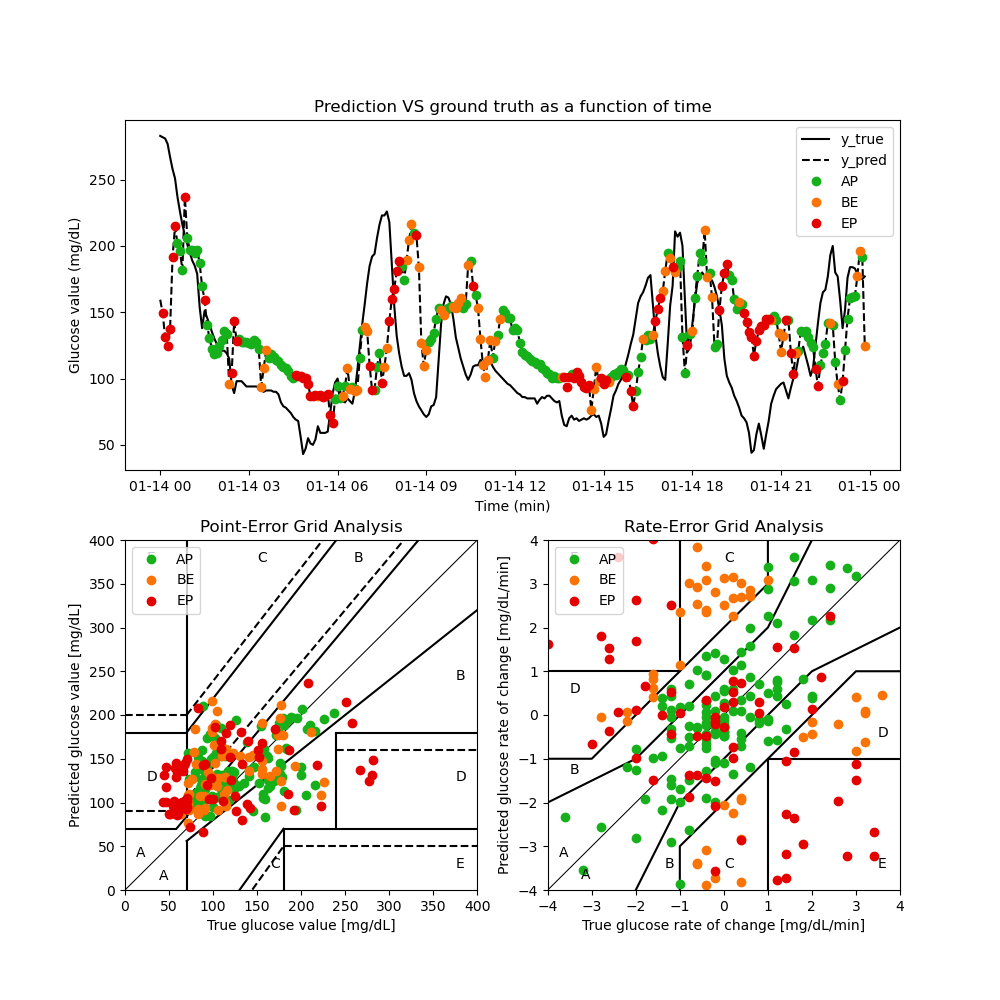 Prediction VS ground truth as a function of time
Glucose value (mg/dL)
250
200
150
100
50
y_true
y_pred
AP
BE
EP
01-14 00 01-14 03 01-14 06 01-14 09 01-14 12 01-14 15 01-14 18 01-14 21 01-15 00
Time (min)
Point-Error Grid Analysis
Predicted glucose value [mg/dL]
400
350
300
250
200
150
100
50
0
AP
BE
EP
C
B
B
D
D
A
A
C
E
0 50 100 150 200 250 300 350 400
True glucose value [mg/dL]
Rate-Error Grid Analysis
Predicted glucose rate of change [mg/dL/min]
4
3
2
1
0
−1
−2
−3
−4
AP
BE
EP
C
D
D
B
A
A
B
C
E
−4 −3 −2 −1 0 1 2 3 4
True glucose rate of change [mg/dL/min]